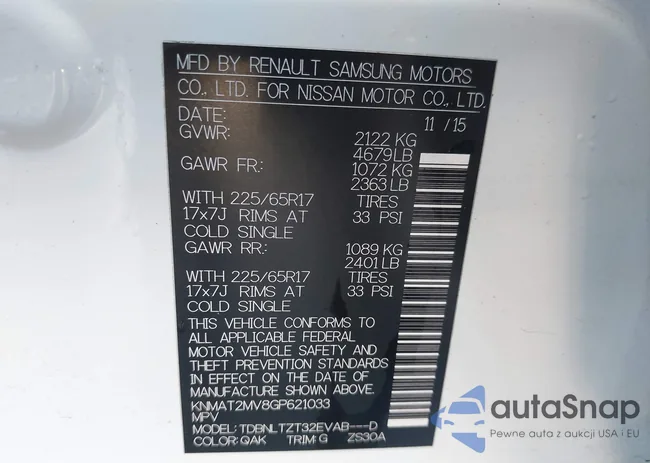 MFD BY RENAULT SAMSUNG MOTORS
CO., LTD. FOR NISSAN MOTOR CO., LTD.
DATE: 11 / 15
GVWR: 2122 KG
4679 LB
GAWR FR: 1072 KG
2363 LB
WITH 225/65R17 TIRES
17x7J RIMS AT 33 PSI
COLD SINGLE
GAWR RR: 1089 KG
2401 LB
WITH 225/65R17 TIRES
17x7J RIMS AT 33 PSI
COLD SINGLE
THIS VEHICLE CONFORMS TO
ALL APPLICABLE FEDERAL
MOTOR VEHICLE SAFETY AND
THEFT PREVENTION STANDARDS
IN EFFECT ON THE DATE OF
MANUFACTURE SHOWN ABOVE.
KNMAT2MV8GP621033
MPV
MODEL: TDBNLTZT32EVAB---D
COLOR: QAK TRIM: G ZS30A
autoSnap
Pewne auta z aukcji USA i EU